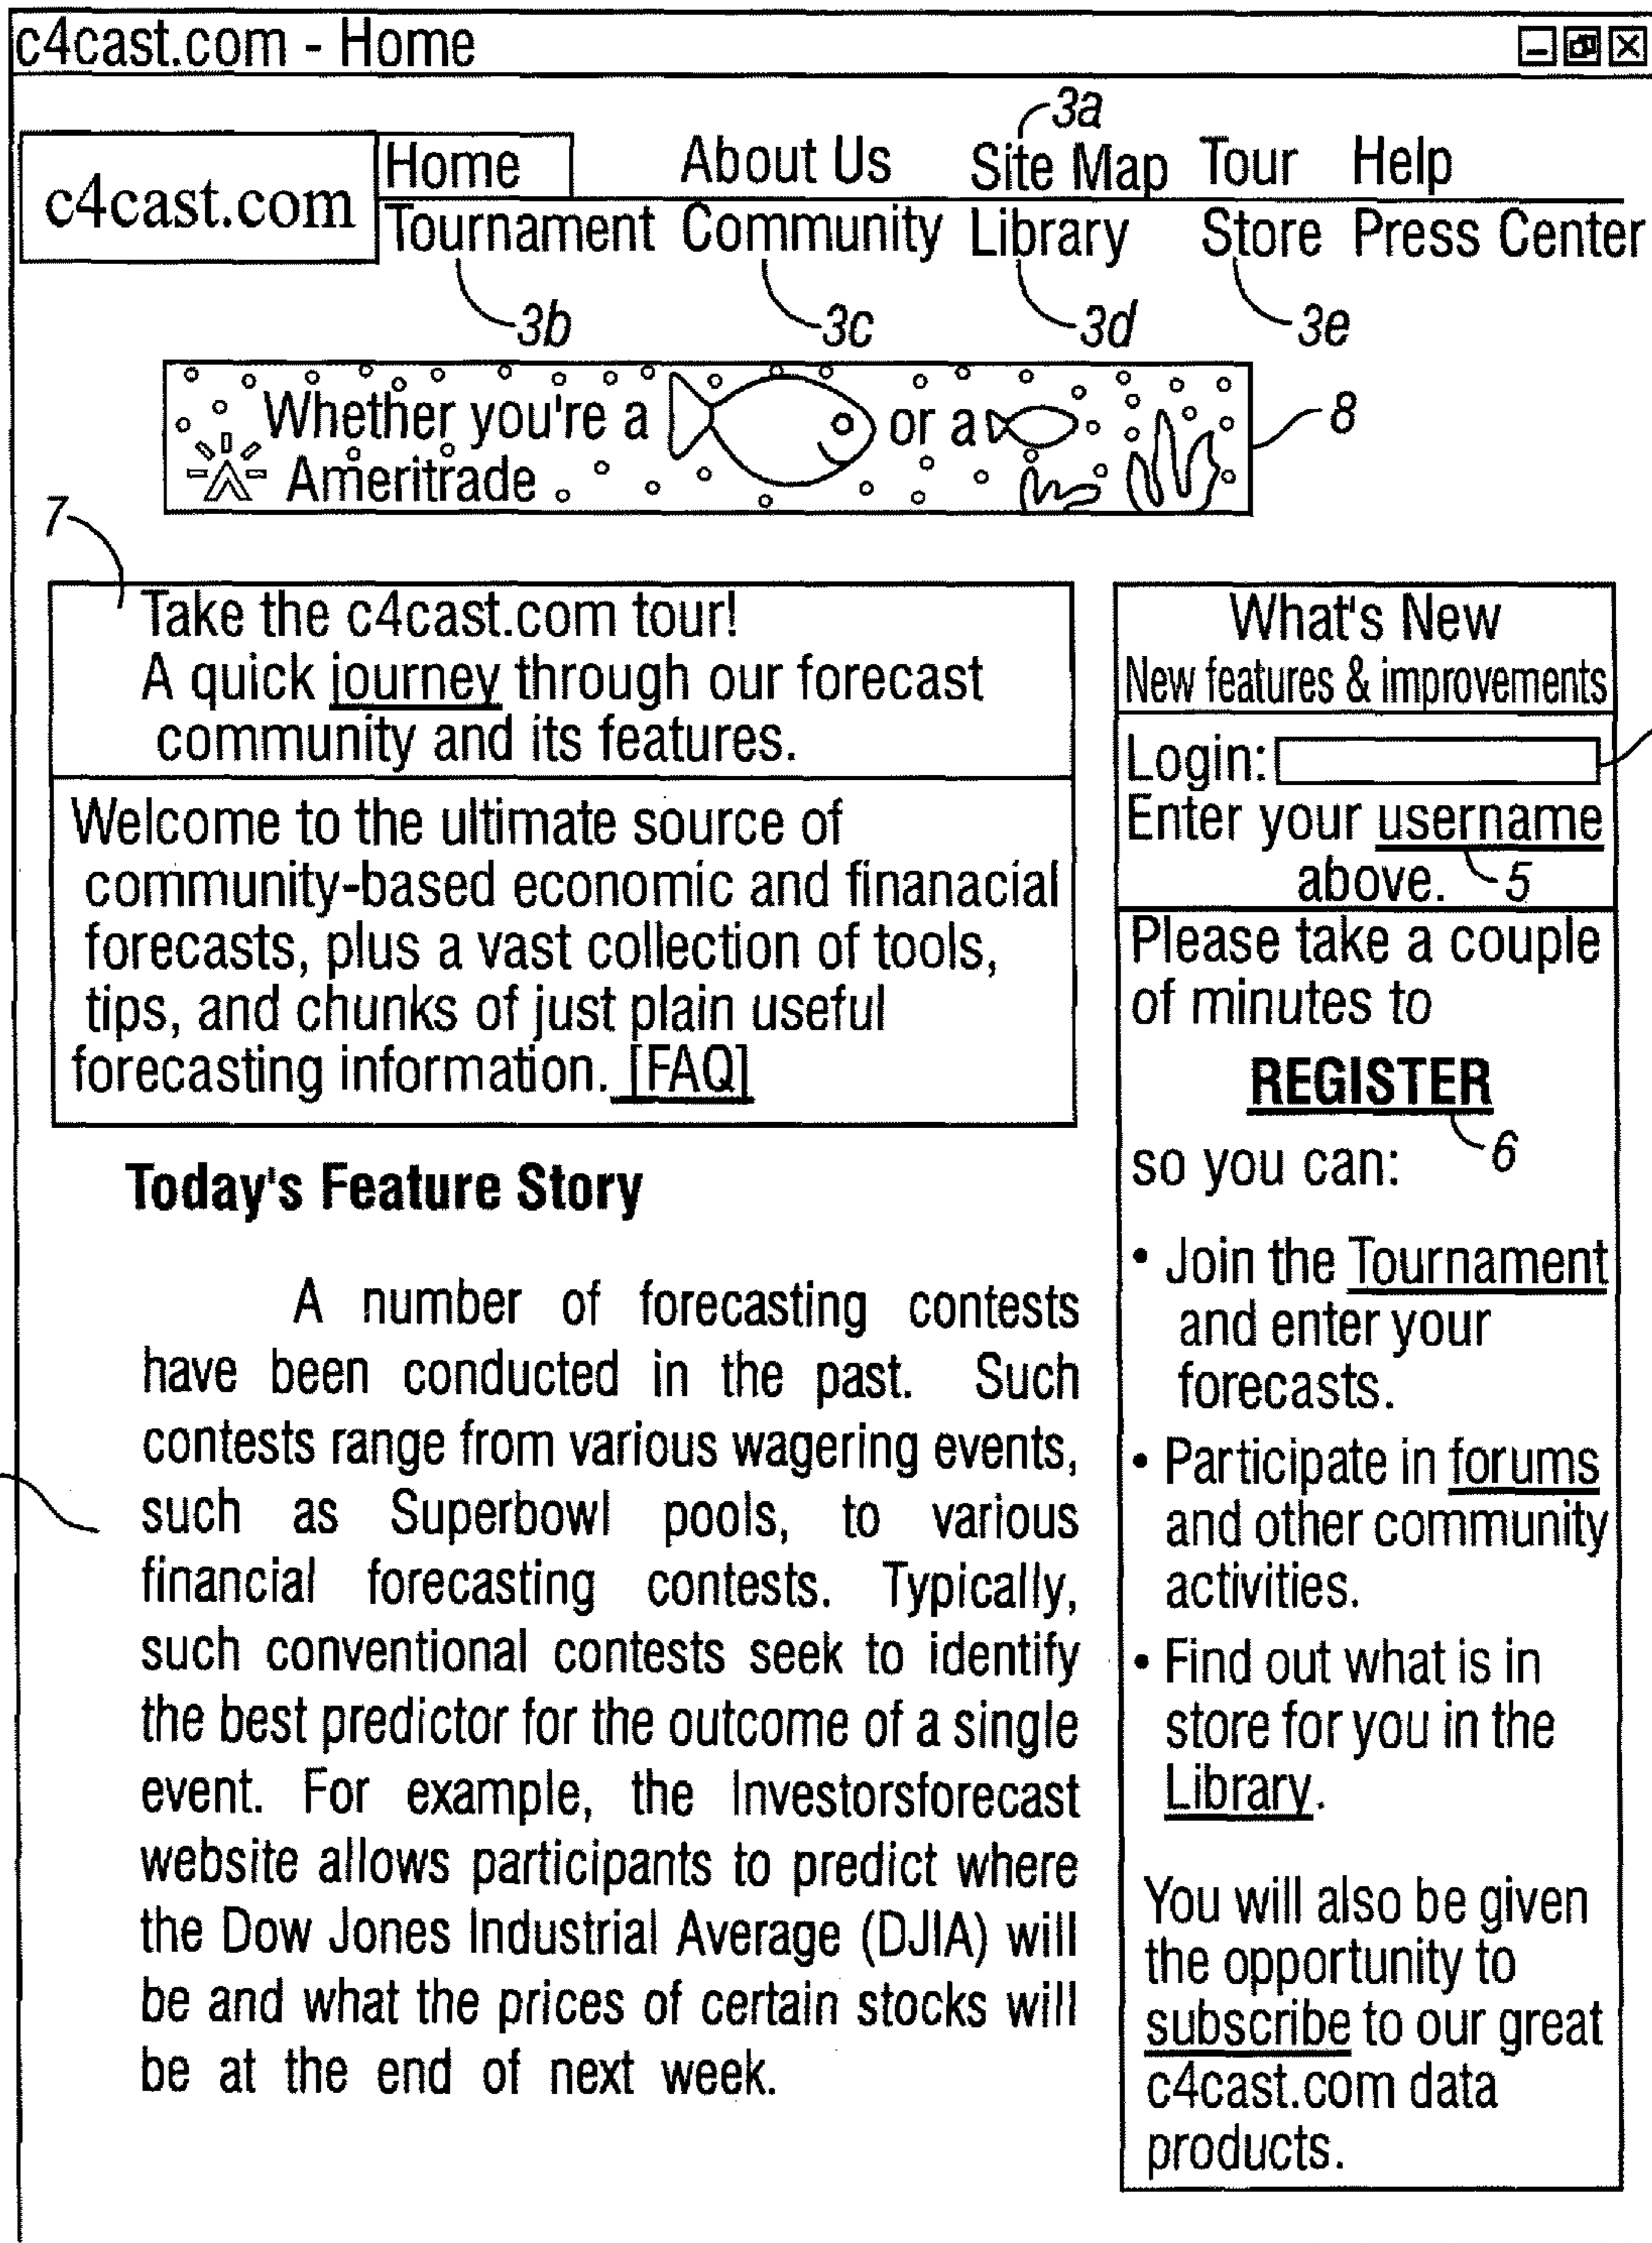 c4cast.com - Home
3a
c4cast.com
Home About Us Site Map Tour Help
Tournament Community Library Store Press Center
3b 3c 3d 3e
Whether you're a or a
Ameritrade
8
7
Take the c4cast.com tour!
A quick journey through our forecast
community and its features.
Welcome to the ultimate source of
community-based economic and finanacial
forecasts, plus a vast collection of tools,
tips, and chunks of just plain useful
forecasting information. [FAQ]
Today's Feature Story
A number of forecasting contests
have been conducted in the past. Such
contests range from various wagering events,
such as Superbowl pools, to various
financial forecasting contests. Typically,
such conventional contests seek to identify
the best predictor for the outcome of a single
event. For example, the Investorsforecast
website allows participants to predict where
the Dow Jones Industrial Average (DJIA) will
be and what the prices of certain stocks will
be at the end of next week.
What's New
New features & improvements
Login:
Enter your username
above. 5
Please take a couple
of minutes to
REGISTER
6
so you can:
• Join the Tournament
and enter your
forecasts.
• Participate in forums
and other community
activities.
• Find out what is in
store for you in the
Library.
You will also be given
the opportunity to
subscribe to our great
c4cast.com data
products.